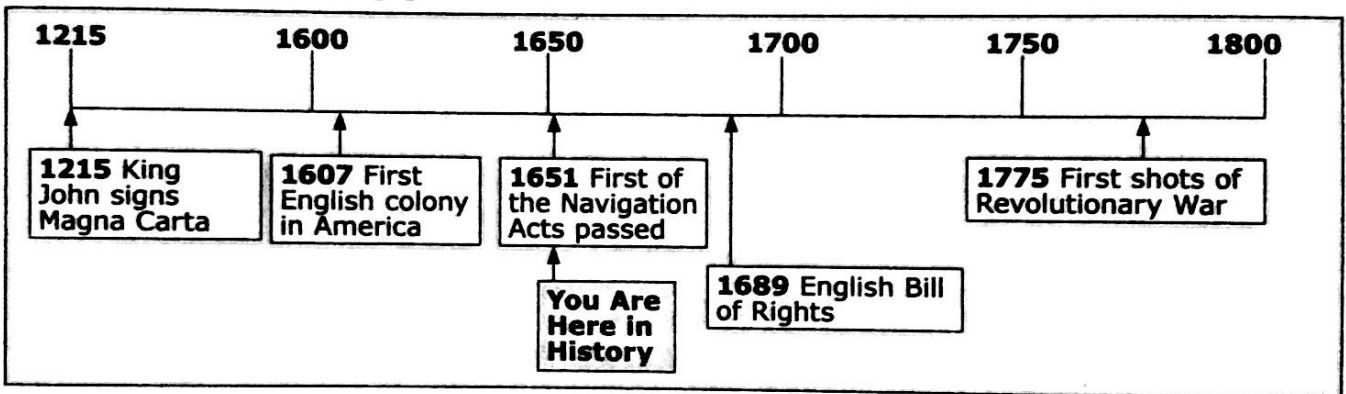 1215 1600 1650 1700 1750 1800
1215 King
John signs
Magna Carta
1607 First
English colony
in America
1651 First of
the Navigation
Acts passed
You Are
Here in
History
1689 English Bill
of Rights
1775 First shots of
Revolutionary War